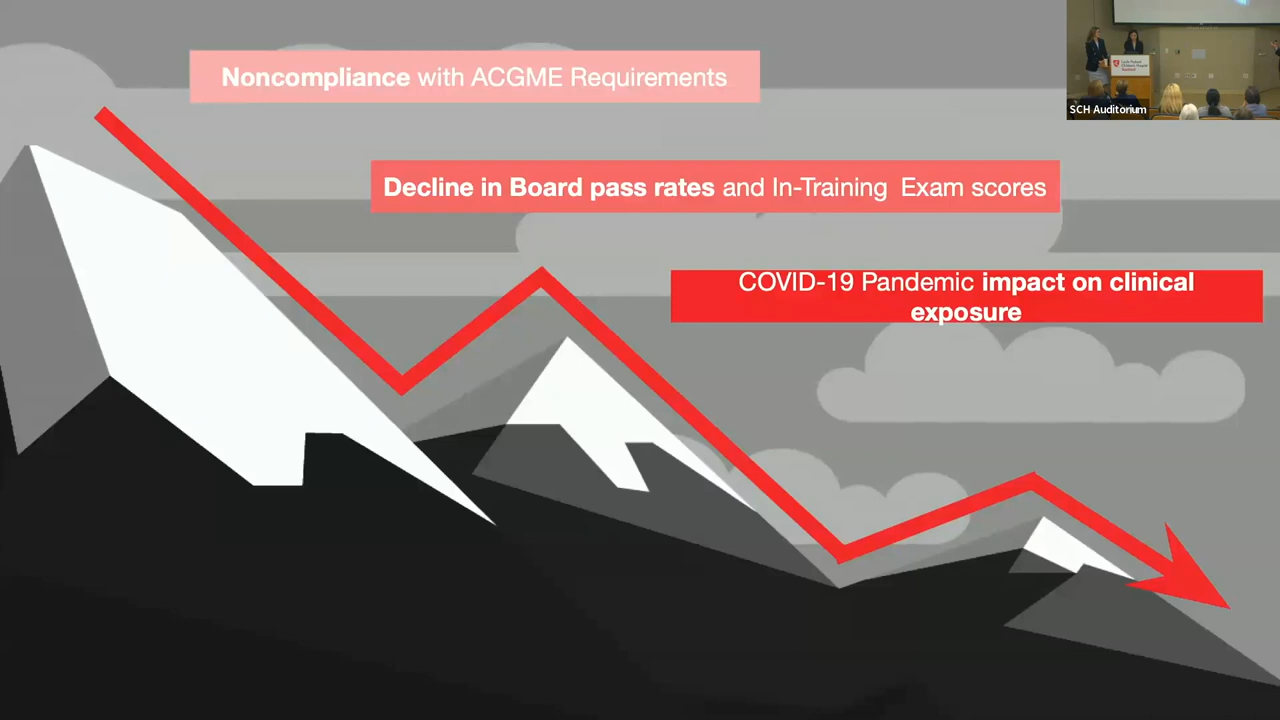 Noncompliance with ACGME Requirements
Decline in Board pass rates and In-Training Exam scores
COVID-19 Pandemic impact on clinical
exposure
SCH Auditorium